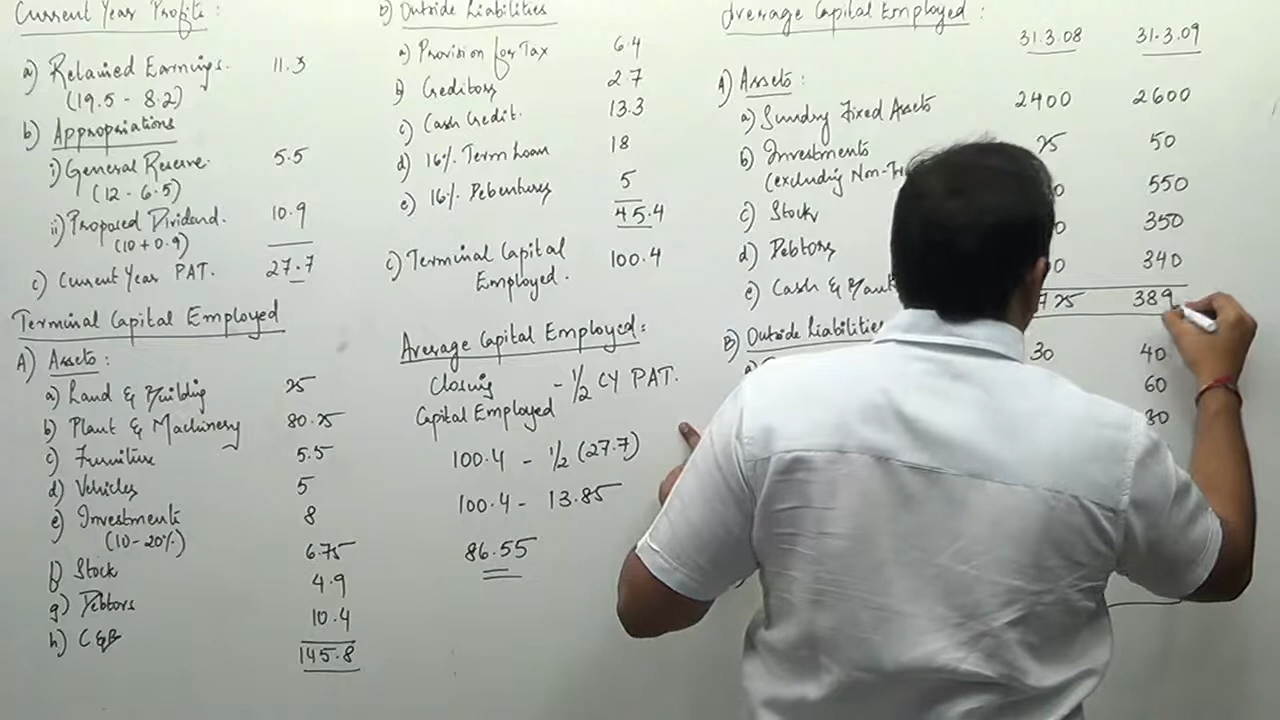 Current Year Profits :
a) Retained Earnings. 11.3
(19.5 - 8.2)
b) Appropriations
i) General Reserve. 5.5
(12 - 6.5)
ii) Proposed Dividend. 10.9
(10 + 0.9)
c) Current Year PAT. 27.7
Terminal Capital Employed
A) Assets :
a) Land & Building 25
b) Plant & Machinery 80.25
c) Furniture 5.5
d) Vehicles 5
e) Investments 8
(10 - 20%)
f) Stock 6.75
g) Debtors 4.9
h) C&B 10.4
145.8
Outside Liabilities
a) Provision for Tax 6.4
b) Creditors 2.7
c) Cash Credit. 13.3
d) 16% Term Loan 18
e) 16% Debentures 5
45.4
c) Terminal Capital 100.4
Employed.
Average Capital Employed :
Closing - 1/2 CY PAT.
Capital Employed
100.4 - 1/2 (27.7)
100.4 - 13.85
86.55
Average Capital Employed :
31.3.08 31.3.09
A) Assets :
a) Sundry Fixed Assets 2400 2600
b) Investments 25 50
(excluding
c) Stock 550
d) Debtors 350
e) Cash & 340
725 389
B) Outside Liabilities
30 40
60
80